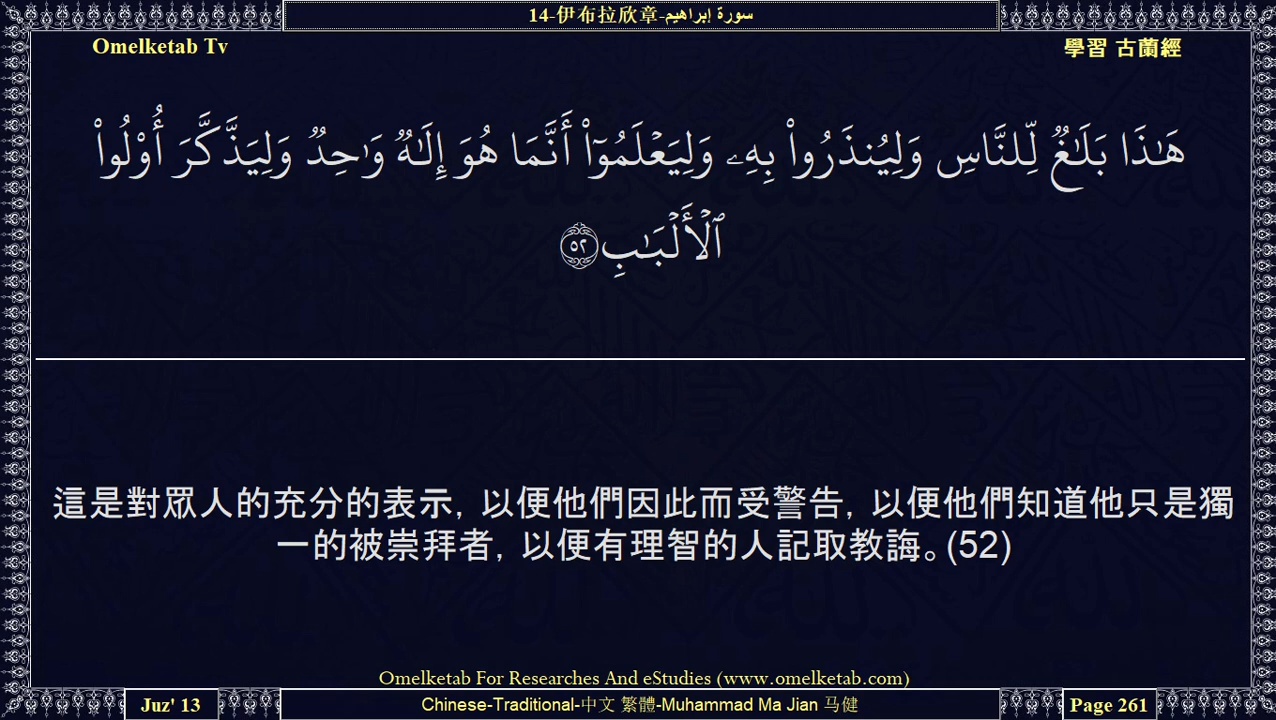 14-伊布拉欣章-سورة إبراهيم
Omelketab Tv
學習 古蘭經
هَـٰذَا بَلَـٰغٌ لِّلنَّاسِ وَلِيُنذَرُوا۟ بِهِۦ وَلِيَعْلَمُوٓا۟ أَنَّمَا هُوَ إِلَـٰهٌ وَٰحِدٌ وَلِيَذَّكَّرَ أُو۟لُوا۟
ٱلْأَلْبَـٰبِ ٥٢
這是對眾人的充分的表示，以便他們因此而受警告，以便他們知道他只是獨
一的被崇拜者，以便有理智的人記取教誨。(52)
Omelketab For Researches And eStudies (www.omelketab.com)
Juz' 13
Chinese-Traditional-中文 繁體-Muhammad Ma Jian 马健
Page 261